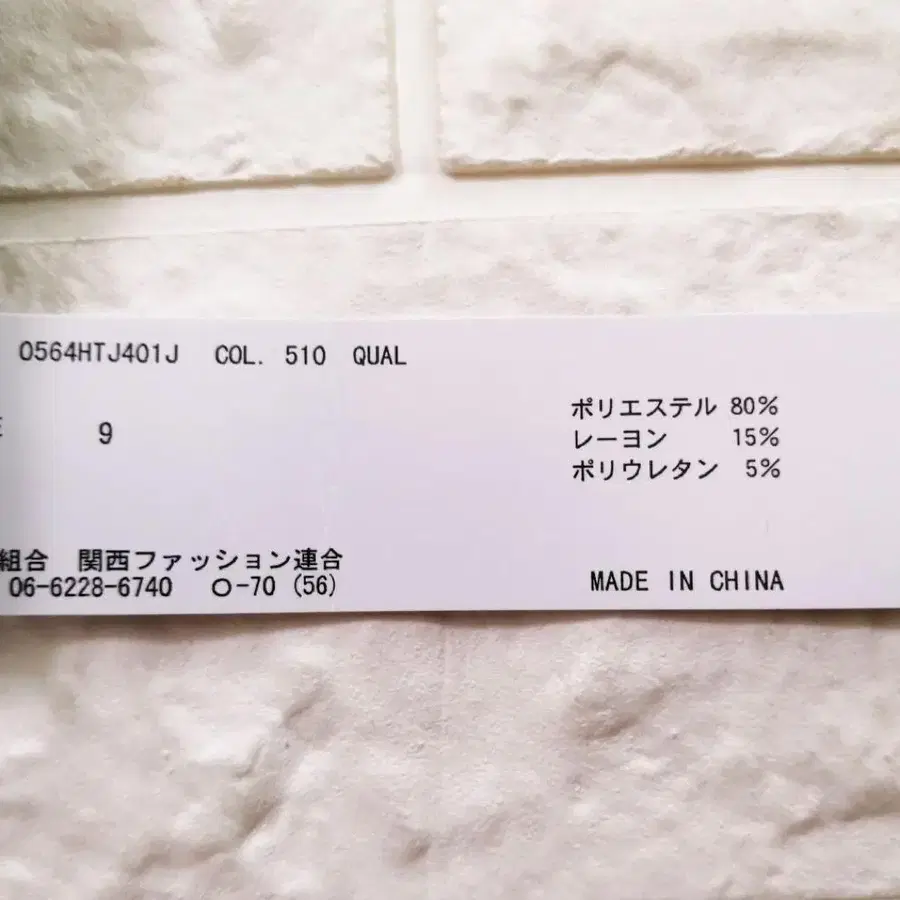 0564HTJ401J COL. 510 QUAL
9
ポリエステル 80%
レーヨン 15%
ポリウレタン 5%
組合 関西ファッション連合
06-6228-6740 O-70 (56)
MADE IN CHINA